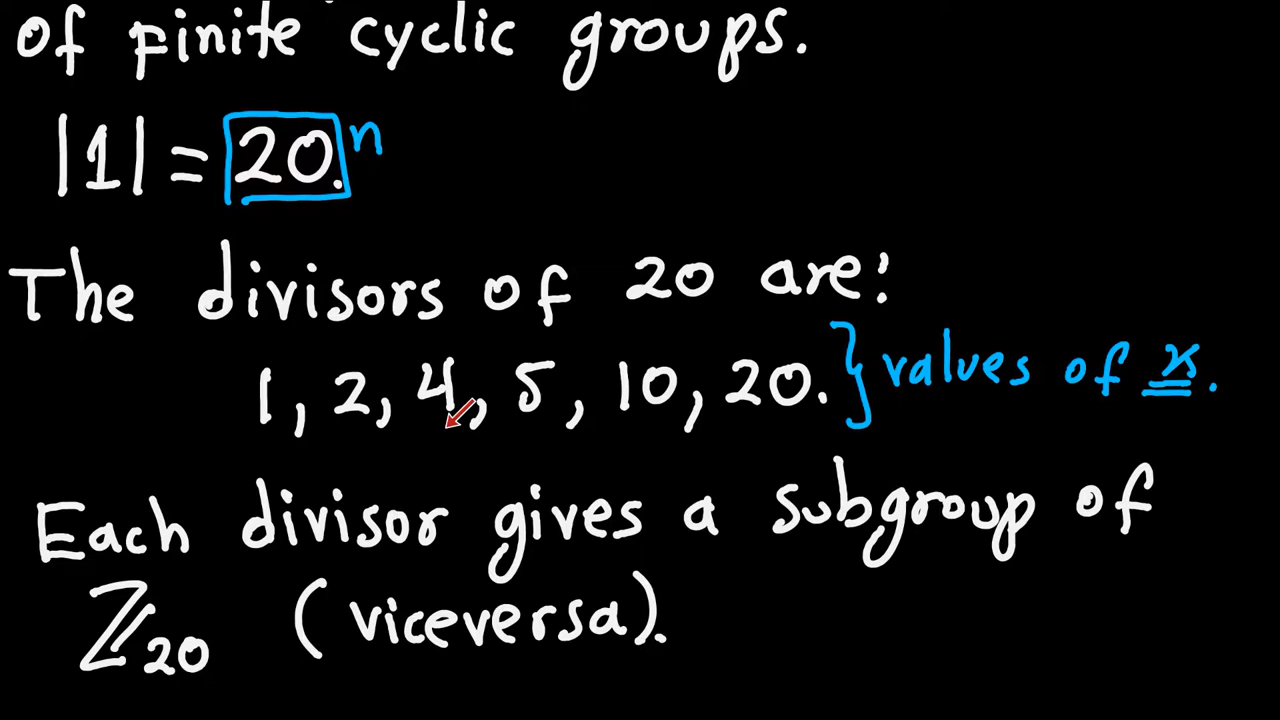 of finite cyclic groups.
|1| = 20. n
The divisors of 20 are:
1, 2, 4, 5, 10, 20. } values of k.
Each divisor gives a subgroup of
ℤ₂₀ (viceversa).